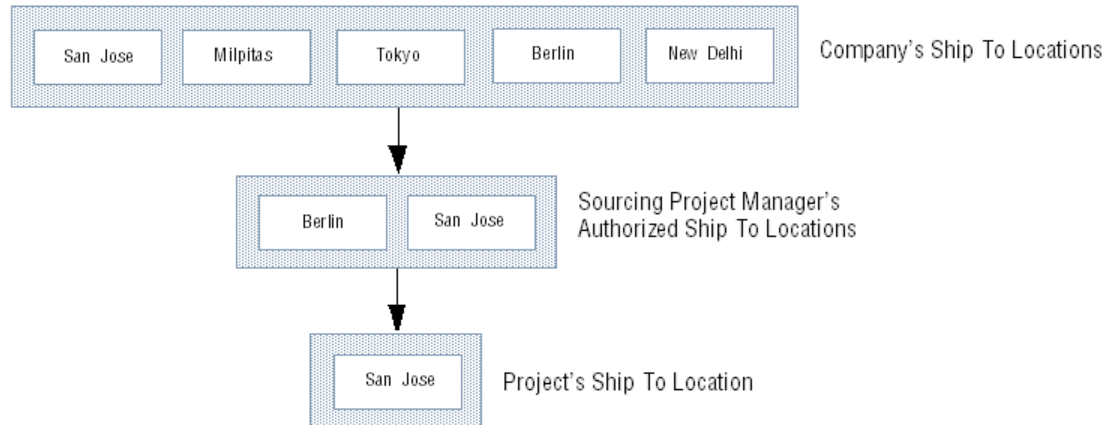 San Jose
Milpitas
Tokyo
Berlin
New Delhi
Company's Ship To Locations
Berlin
San Jose
Sourcing Project Manager's
Authorized Ship To Locations
San Jose
Project's Ship To Location